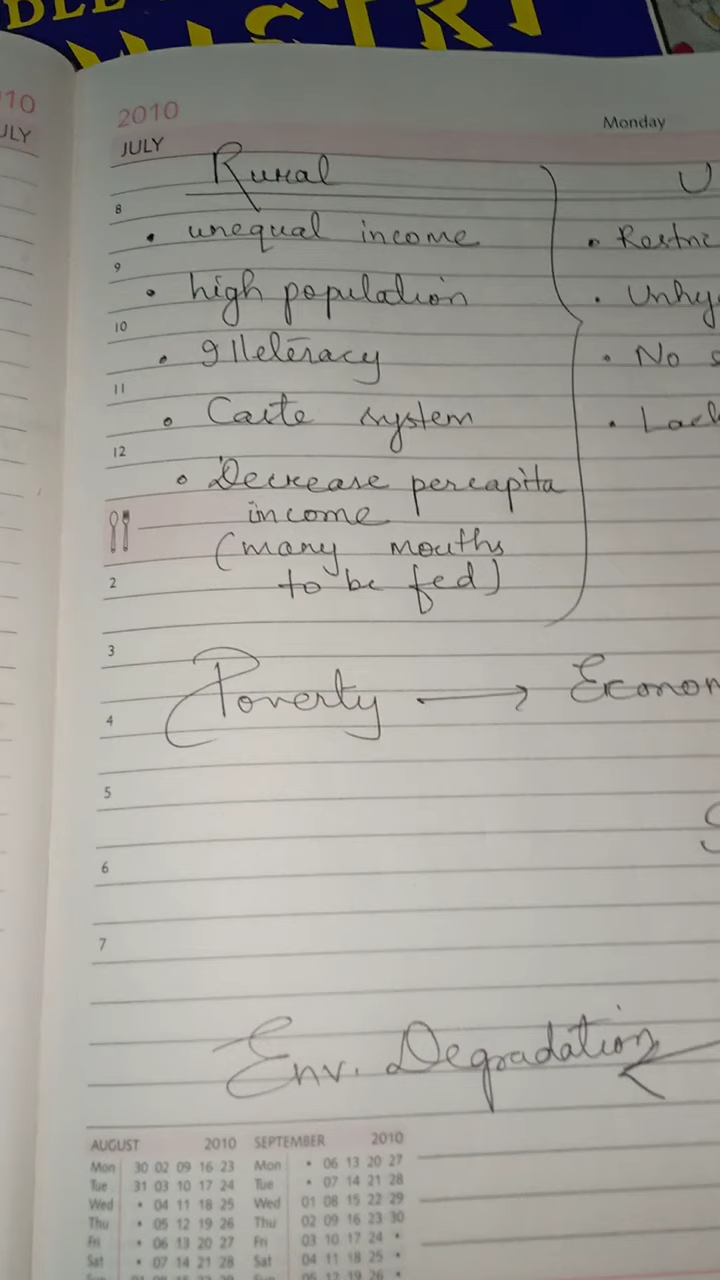 2010
JULY
Monday
Rural
8
• unequal income
• Restric
9
• high population
• Unhy
10
• Illeteracy
• No s
11
• Caste system
• Lack
12
• Decrease percapita
income
(many mouths
to be fed)
2
3
Poverty → Econom
4
5
6
7
Env. Degradation
AUGUST 2010 SEPTEMBER 2010
Mon 30 02 09 16 23 Mon • 06 13 20 27
Tue 31 03 10 17 24 Tue • 07 14 21 28
Wed • 04 11 18 25 Wed 01 08 15 22 29
Thu • 05 12 19 26 Thu 02 09 16 23 30
Fri • 06 13 20 27 Fri 03 10 17 24 •
Sat • 07 14 21 28 Sat 04 11 18 25 •